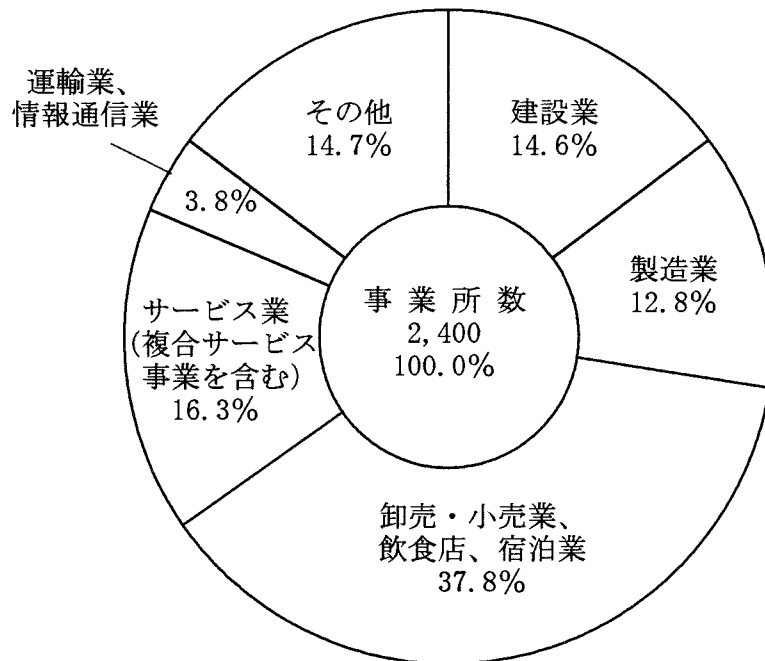 運輸業、
情報通信業
3.8%
その他
14.7%
建設業
14.6%
製造業
12.8%
事業所数
2,400
100.0%
サービス業
(複合サービス
事業を含む)
16.3%
卸売・小売業、
飲食店、宿泊業
37.8%